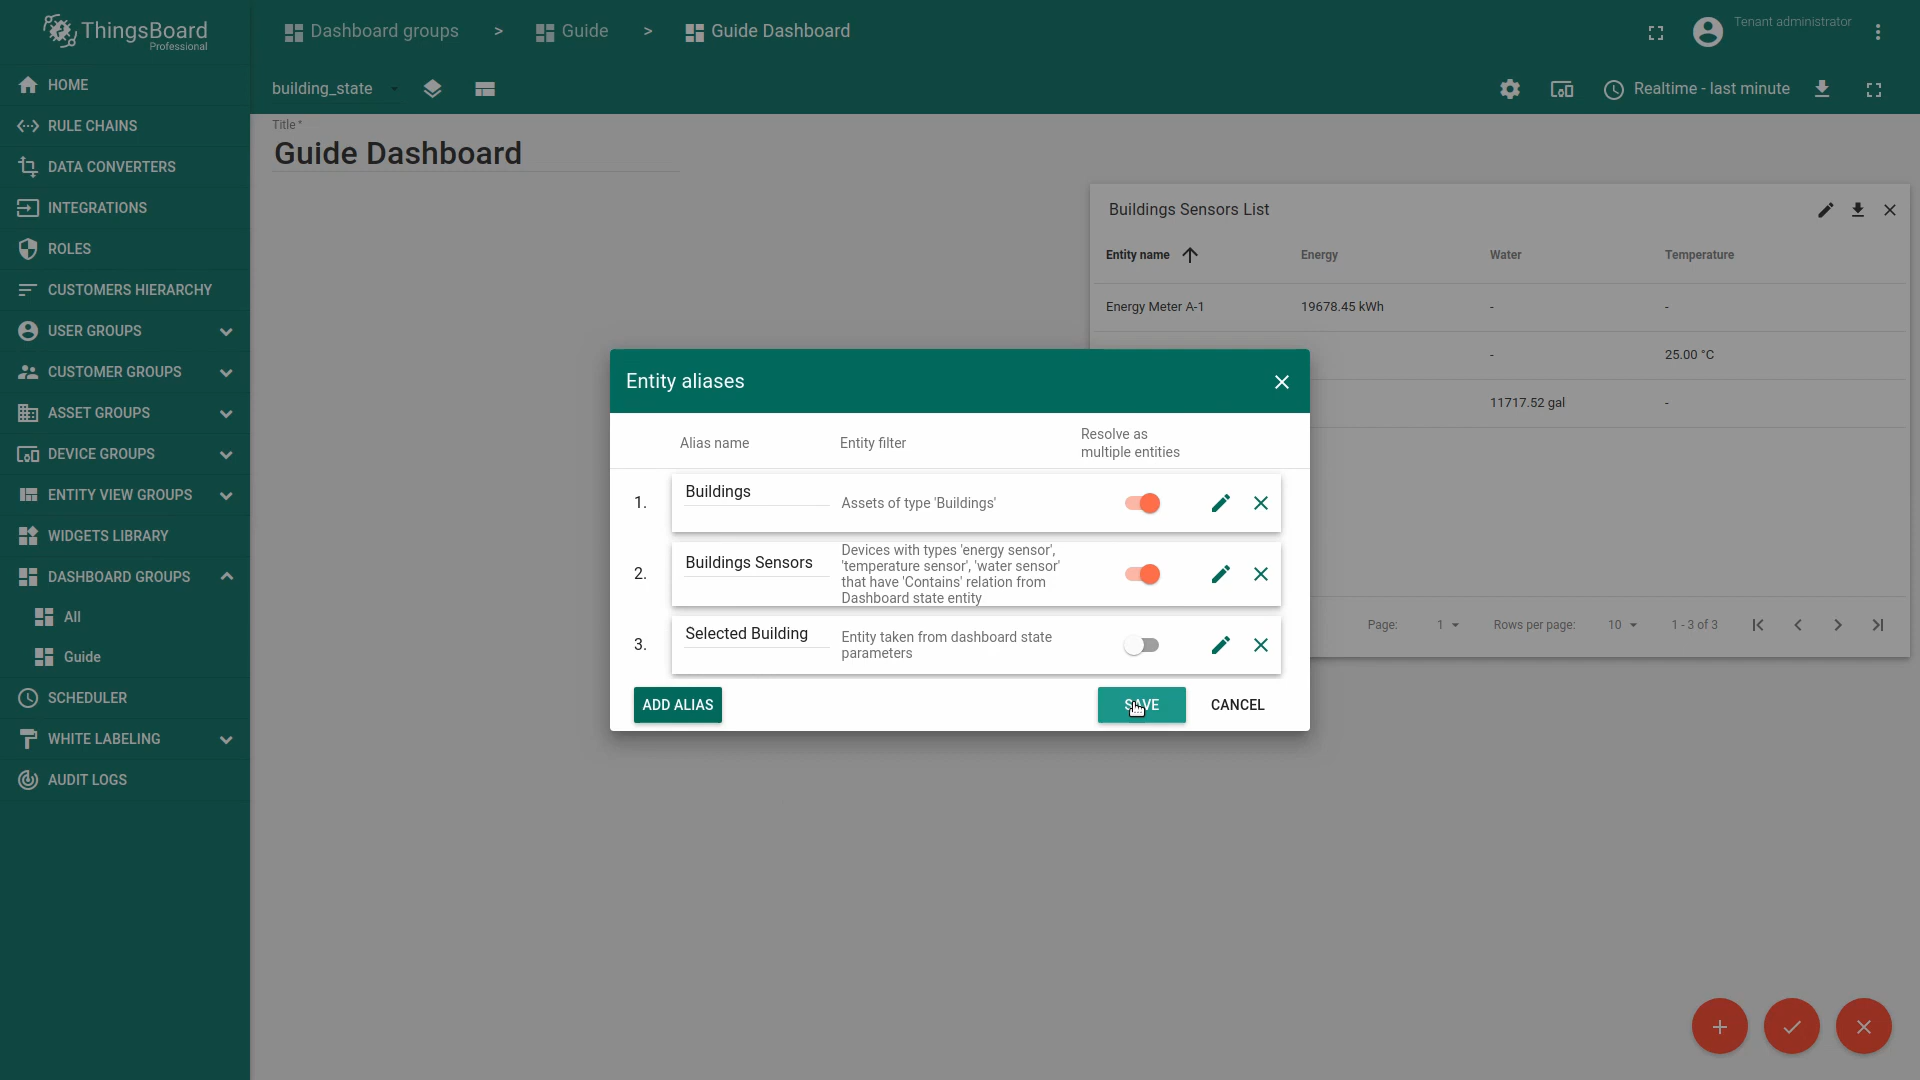 ThingsBoard
Professional
Dashboard groups > Guide > Guide Dashboard
Tenant administrator
building_state
Realtime - last minute
HOME
RULE CHAINS
DATA CONVERTERS
INTEGRATIONS
ROLES
CUSTOMERS HIERARCHY
USER GROUPS
CUSTOMER GROUPS
ASSET GROUPS
DEVICE GROUPS
ENTITY VIEW GROUPS
WIDGETS LIBRARY
DASHBOARD GROUPS
All
Guide
SCHEDULER
WHITE LABELING
AUDIT LOGS
Title *
Guide Dashboard
Buildings Sensors List
Entity name Energy Water Temperature
Energy Meter A-1 19678.45 kWh - -
- 25.00 °C
11717.52 gal -
Page: 1 Rows per page: 10 1 - 3 of 3
Entity aliases
Alias name Entity filter Resolve as
multiple entities
1. Buildings Assets of type 'Buildings'
2. Buildings Sensors Devices with types 'energy sensor',
'temperature sensor', 'water sensor'
that have 'Contains' relation from
Dashboard state entity
3. Selected Building Entity taken from dashboard state
parameters
ADD ALIAS SAVE CANCEL